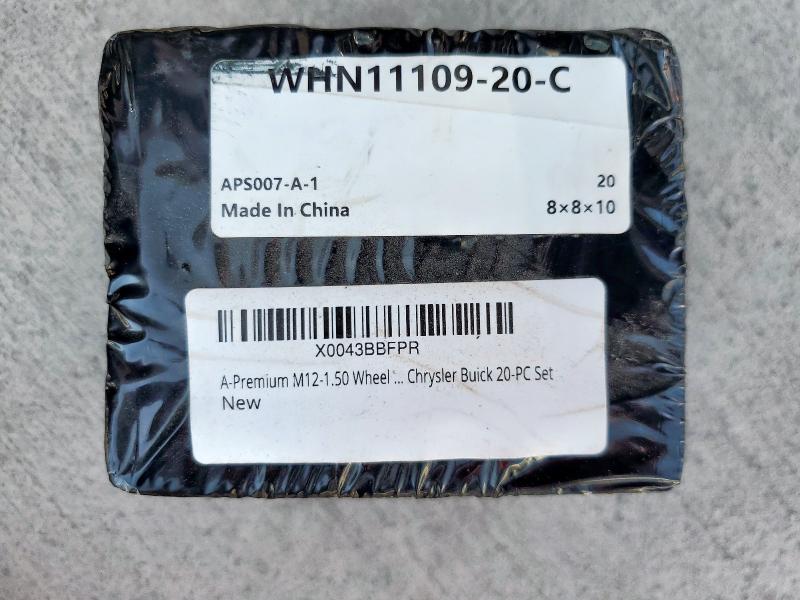 WHN11109-20-C
APS007-A-1 20
Made In China 8×8×10
X0043BBFPR
A-Premium M12-1.50 Wheel ... Chrysler Buick 20-PC Set
New